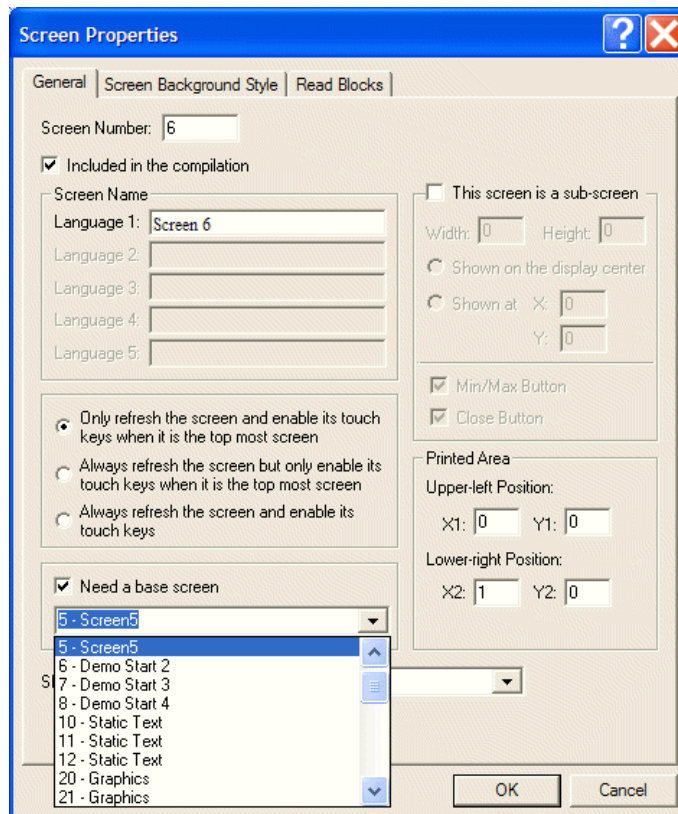 Screen Properties
General
Screen Background Style
Read Blocks
Screen Number: 6
Included in the compilation
Screen Name
Language 1: Screen 6
Language 2:
Language 3:
Language 4:
Language 5:
Only refresh the screen and enable its touch
keys when it is the top most screen
Always refresh the screen but only enable its
touch keys when it is the top most screen
Always refresh the screen and enable its
touch keys
Need a base screen
5 - Screen5
5 - Screen5
6 - Demo Start 2
7 - Demo Start 3
8 - Demo Start 4
10 - Static Text
11 - Static Text
12 - Static Text
20 - Graphics
21 - Graphics
This screen is a sub-screen
Width: 0 Height: 0
Shown on the display center
Shown at X: 0
Y: 0
Min/Max Button
Close Button
Printed Area
Upper-left Position:
X1: 0 Y1: 0
Lower-right Position:
X2: 1 Y2: 0
OK
Cancel